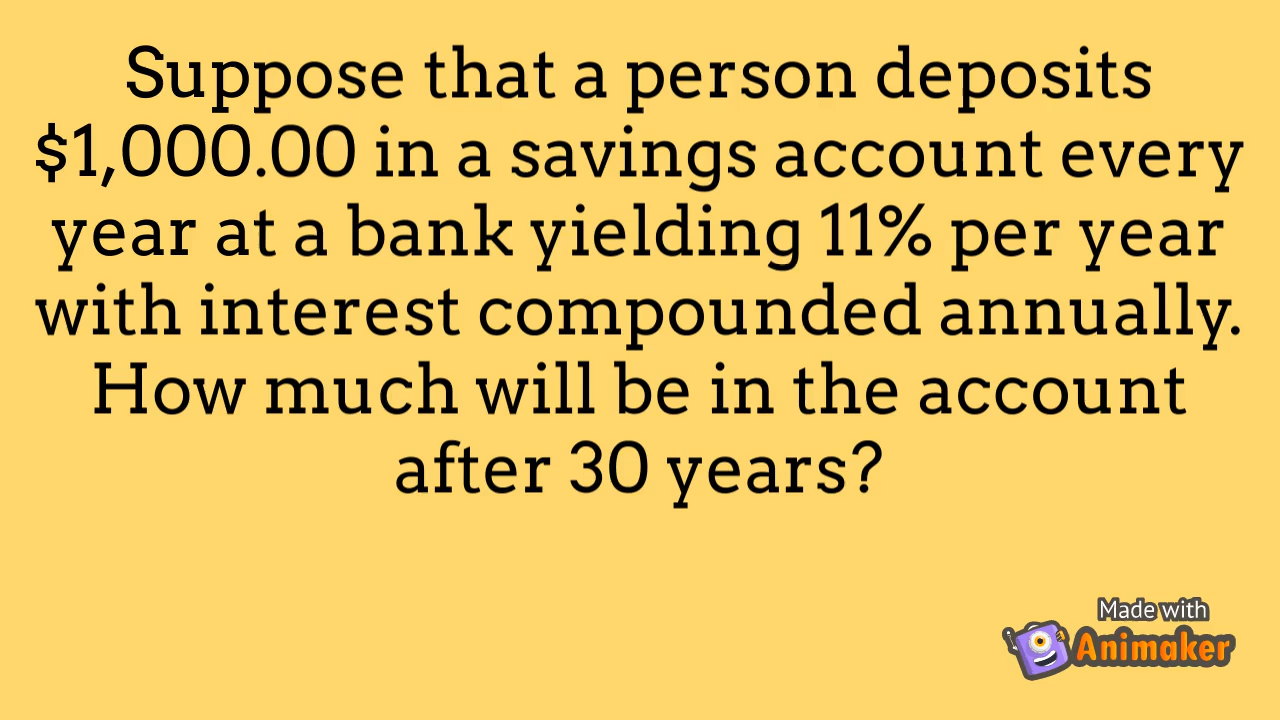 Suppose that a person deposits
$1,000.00 in a savings account every
year at a bank yielding 11% per year
with interest compounded annually.
How much will be in the account
after 30 years?
Made with
Animaker